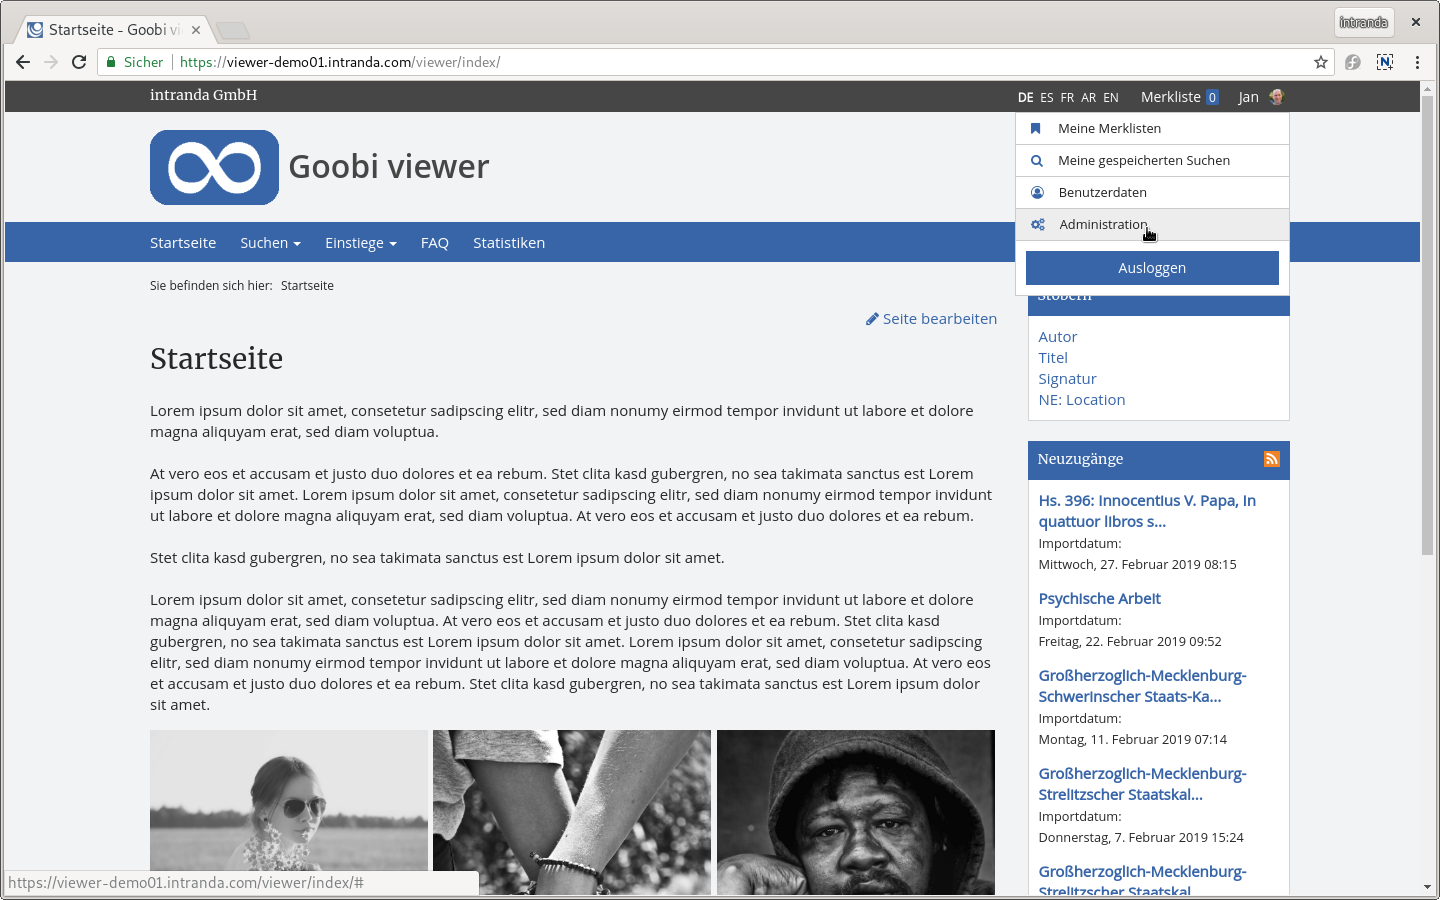 Startseite - Goobi vi
intranda
Sicher
https://viewer-demo01.intranda.com/viewer/index/
intranda GmbH
DE ES FR AR EN
Merkliste 0
Jan
Meine Merklisten
Meine gespeicherten Suchen
Benutzerdaten
Administration
Ausloggen
Goobi viewer
Startseite
Suchen
Einstiege
FAQ
Statistiken
Sie befinden sich hier: Startseite
Seite bearbeiten
Startseite
Lorem ipsum dolor sit amet, consetetur sadipscing elitr, sed diam nonumy eirmod tempor invidunt ut labore et dolore
magna aliquyam erat, sed diam voluptua.
At vero eos et accusam et justo duo dolores et ea rebum. Stet clita kasd gubergren, no sea takimata sanctus est Lorem
ipsum dolor sit amet. Lorem ipsum dolor sit amet, consetetur sadipscing elitr, sed diam nonumy eirmod tempor invidunt
ut labore et dolore magna aliquyam erat, sed diam voluptua. At vero eos et accusam et justo duo dolores et ea rebum.
Stet clita kasd gubergren, no sea takimata sanctus est Lorem ipsum dolor sit amet.
Lorem ipsum dolor sit amet, consetetur sadipscing elitr, sed diam nonumy eirmod tempor invidunt ut labore et dolore
magna aliquyam erat, sed diam voluptua. At vero eos et accusam et justo duo dolores et ea rebum. Stet clita kasd
gubergren, no sea takimata sanctus est Lorem ipsum dolor sit amet. Lorem ipsum dolor sit amet, consetetur sadipscing
elitr, sed diam nonumy eirmod tempor invidunt ut labore et dolore magna aliquyam erat, sed diam voluptua. At vero eos
et accusam et justo duo dolores et ea rebum. Stet clita kasd gubergren, no sea takimata sanctus est Lorem ipsum dolor
sit amet.
Stöbern
Autor
Titel
Signatur
NE: Location
Neuzugänge
Hs. 396: Innocentius V. Papa, In
quattuor libros s...
Importdatum:
Mittwoch, 27. Februar 2019 08:15
Psychische Arbeit
Importdatum:
Freitag, 22. Februar 2019 09:52
Großherzoglich-Mecklenburg-
Schwerinscher Staats-Ka...
Importdatum:
Montag, 11. Februar 2019 07:14
Großherzoglich-Mecklenburg-
Strelitzscher Staatskal...
Importdatum:
Donnerstag, 7. Februar 2019 15:24
Großherzoglich-Mecklenburg-
Strelitzscher Staatskal
https://viewer-demo01.intranda.com/viewer/index/#